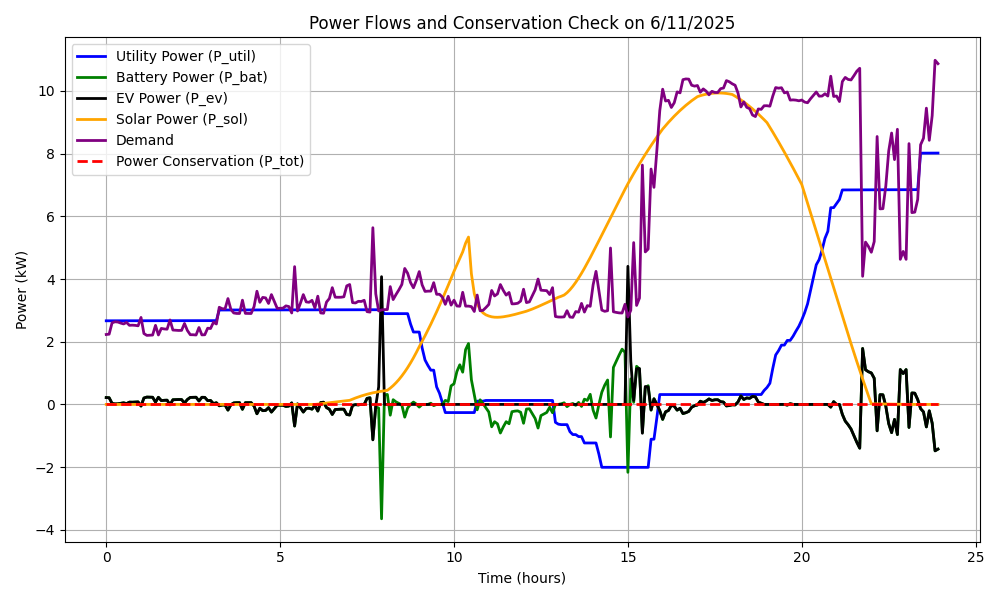 Power Flows and Conservation Check on 6/11/2025
Utility Power (P_util)
Battery Power (P_bat)
EV Power (P_ev)
Solar Power (P_sol)
Demand
Power Conservation (P_tot)
Power (kW)
10
8
6
4
2
0
−2
−4
0 5 10 15 20 25
Time (hours)